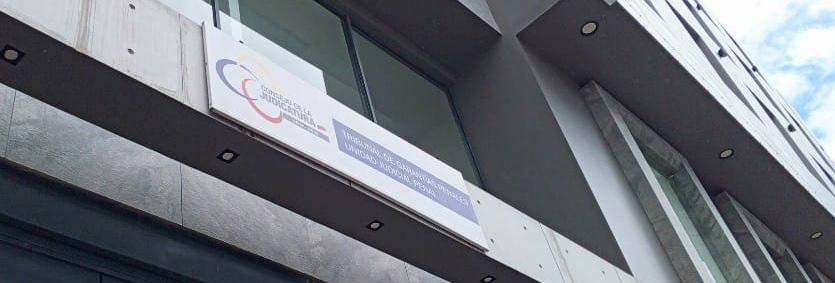 CONSEJO DE LA
JUDICATURA
TRIBUNAL DE GARANTÍAS PENALES
UNIDAD JUDICIAL PENAL